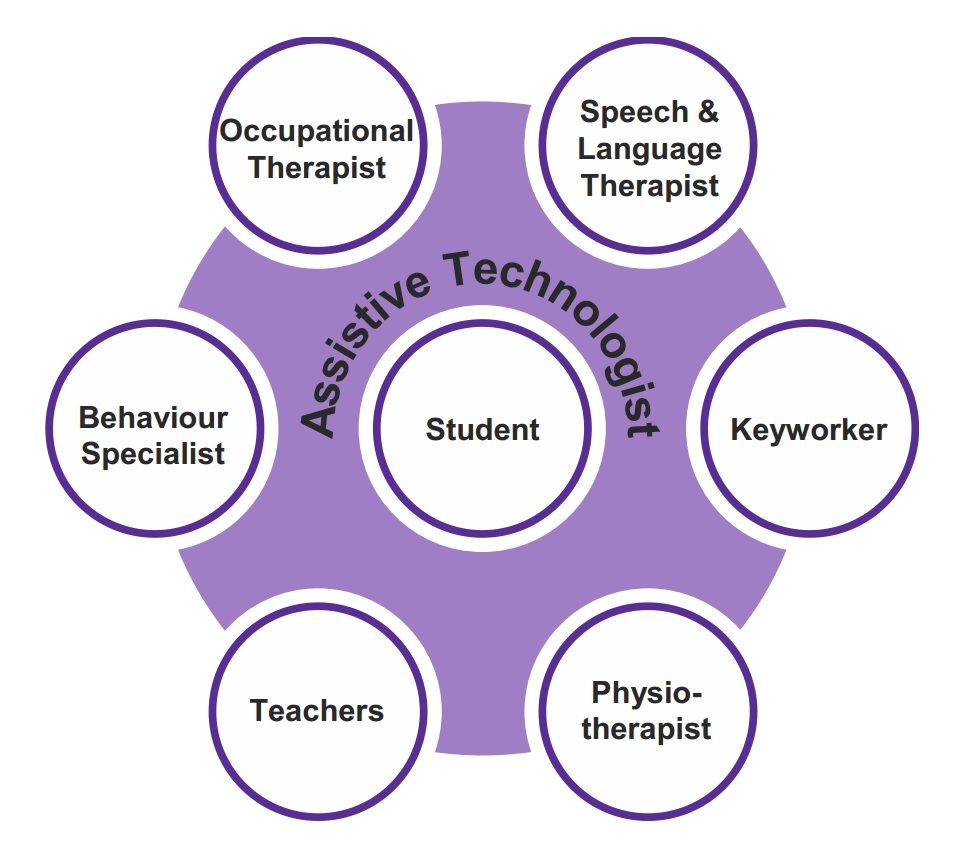 Occupational
Therapist
Speech &
Language
Therapist
Assistive Technologist
Behaviour
Specialist
Student
Keyworker
Teachers
Physio-
therapist